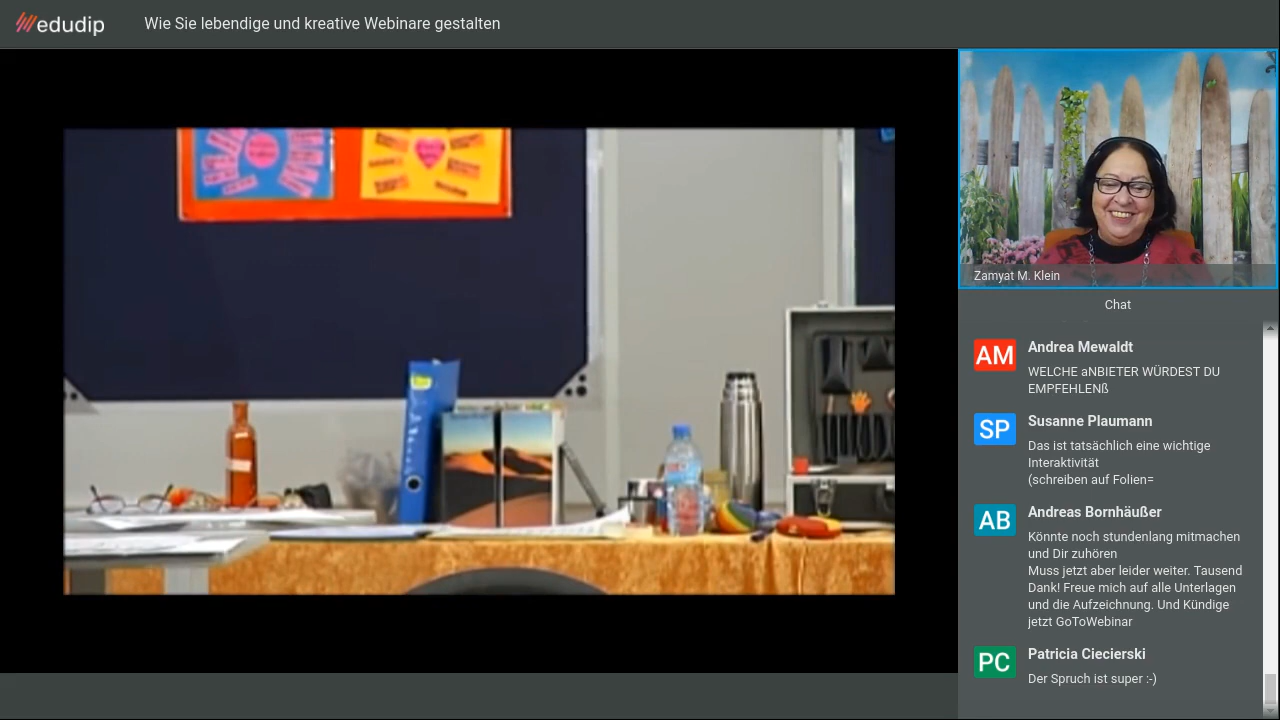 edudip
Wie Sie lebendige und kreative Webinare gestalten
Zamyat M. Klein
Chat
AM
Andrea Mewaldt
WELCHE aNBIETER WÜRDEST DU
EMPFEHLENß
SP
Susanne Plaumann
Das ist tatsächlich eine wichtige
Interaktivität
(schreiben auf Folien=
AB
Andreas Bornhäußer
Könnte noch stundenlang mitmachen
und Dir zuhören
Muss jetzt aber leider weiter. Tausend
Dank! Freue mich auf alle Unterlagen
und die Aufzeichnung. Und Kündige
jetzt GoToWebinar
PC
Patricia Ciecierski
Der Spruch ist super :-)